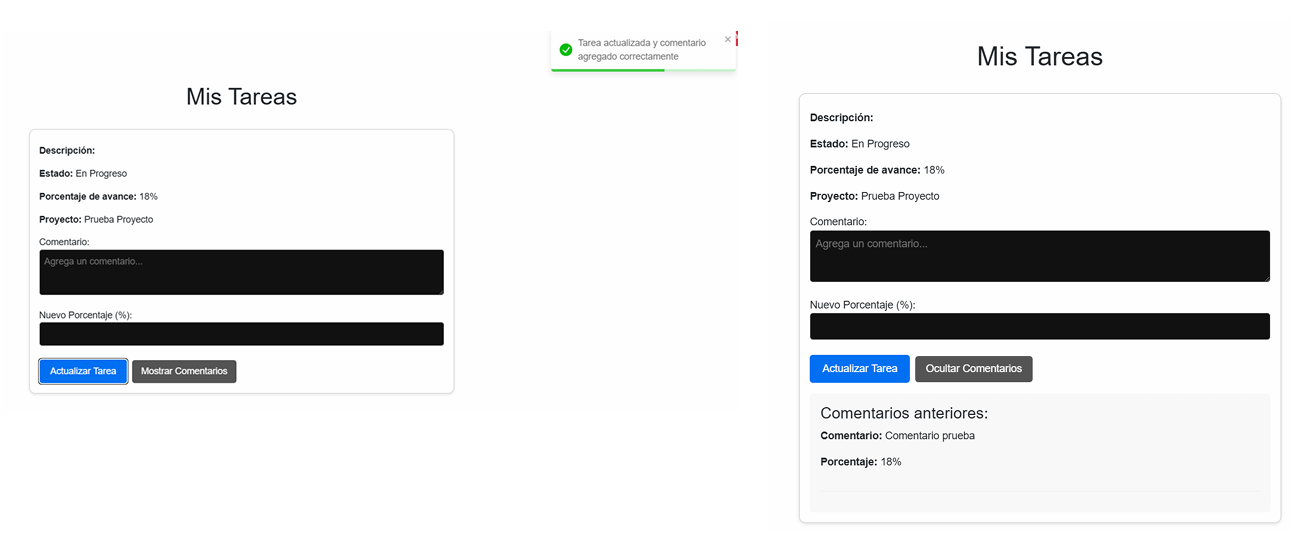 Tarea actualizada y comentario
agregado correctamente
×
Mis Tareas
Descripción:
Estado: En Progreso
Porcentaje de avance: 18%
Proyecto: Prueba Proyecto
Comentario:
Agrega un comentario...
Nuevo Porcentaje (%):
Actualizar Tarea Mostrar Comentarios
Mis Tareas
Descripción:
Estado: En Progreso
Porcentaje de avance: 18%
Proyecto: Prueba Proyecto
Comentario:
Agrega un comentario...
Nuevo Porcentaje (%):
Actualizar Tarea Ocultar Comentarios
Comentarios anteriores:
Comentario: Comentario prueba
Porcentaje: 18%